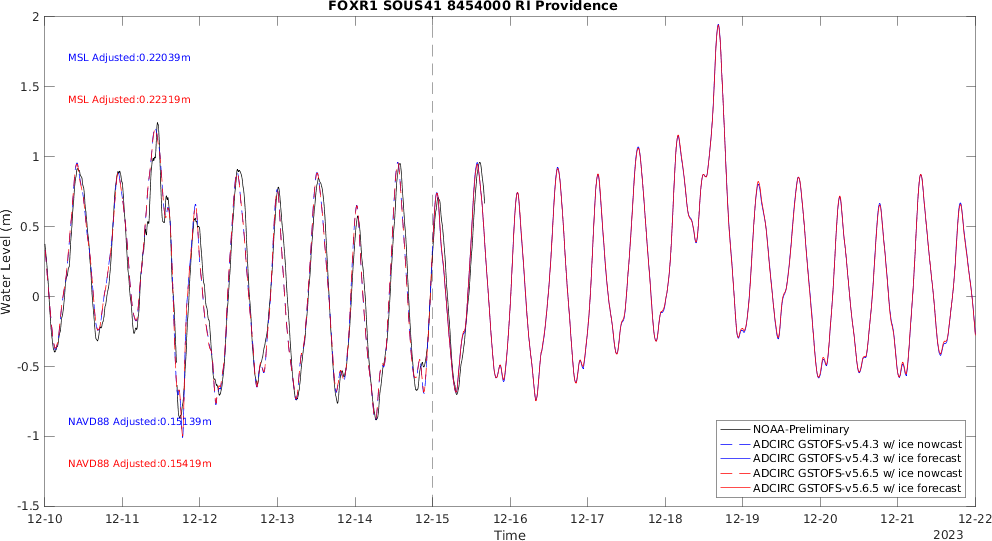 FOXR1 SOUS41 8454000 RI Providence
2
1.5
1
0.5
0
-0.5
-1
-1.5
Water Level (m)
MSL Adjusted:0.22039m
MSL Adjusted:0.22319m
NAVD88 Adjusted:0.15139m
NAVD88 Adjusted:0.15419m
NOAA-Preliminary
ADCIRC GSTOFS-v5.4.3 w/ ice nowcast
ADCIRC GSTOFS-v5.4.3 w/ ice forecast
ADCIRC GSTOFS-v5.6.5 w/ ice nowcast
ADCIRC GSTOFS-v5.6.5 w/ ice forecast
12-10 12-11 12-12 12-13 12-14 12-15 12-16 12-17 12-18 12-19 12-20 12-21 12-22
Time
2023